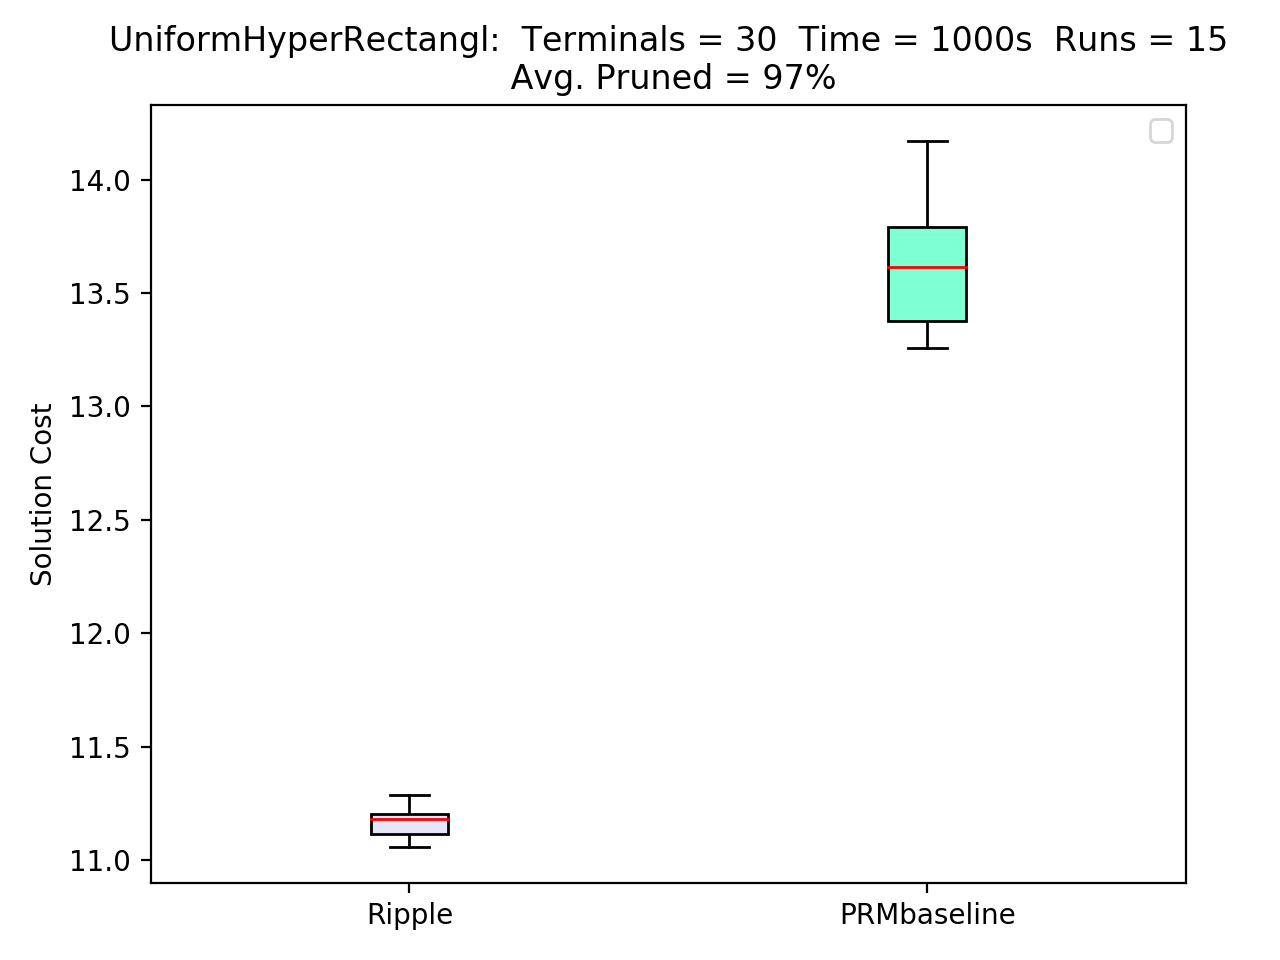 UniformHyperRectangl:  Terminals = 30  Time = 1000s  Runs = 15
Avg. Pruned = 97%
14.0
13.5
13.0
12.5
12.0
11.5
11.0
Solution Cost
Ripple
PRMbaseline